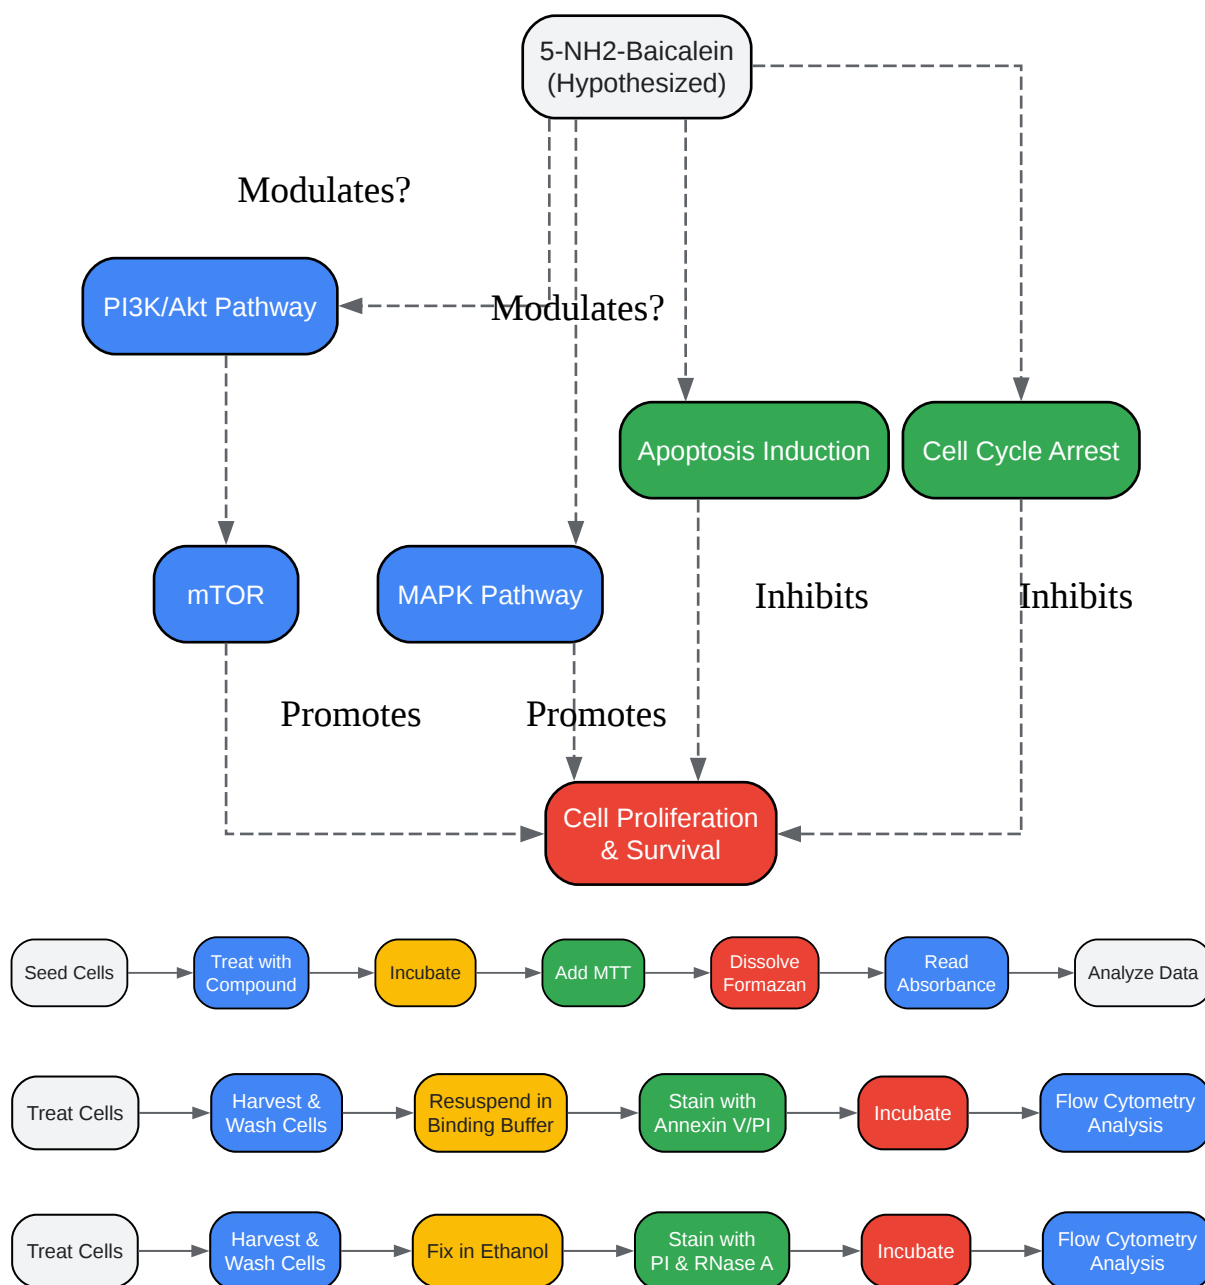 5-NH2-Baicalein
(Hypothesized)
Modulates?
PI3K/Akt Pathway
Modulates?
Apoptosis Induction
Cell Cycle Arrest
mTOR
MAPK Pathway
Inhibits
Inhibits
Promotes
Promotes
Cell Proliferation
& Survival
Seed Cells
Treat with
Compound
Incubate
Add MTT
Dissolve
Formazan
Read
Absorbance
Analyze Data
Treat Cells
Harvest &
Wash Cells
Resuspend in
Binding Buffer
Stain with
Annexin V/PI
Incubate
Flow Cytometry
Analysis
Treat Cells
Harvest &
Wash Cells
Fix in Ethanol
Stain with
PI & RNase A
Incubate
Flow Cytometry
Analysis